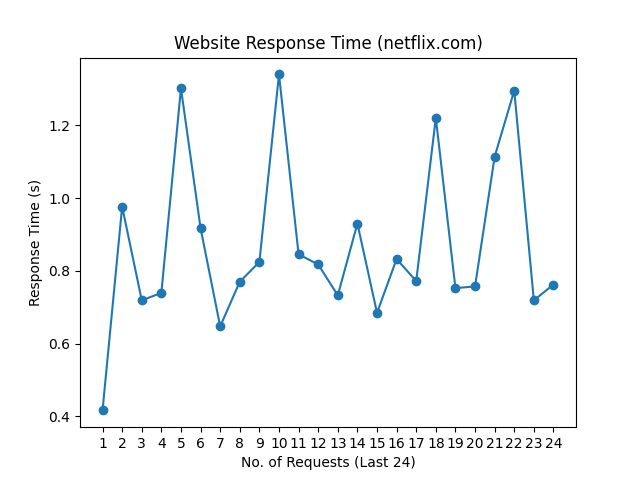 Website Response Time (netflix.com)
1.2
1.0
0.8
0.6
0.4
Response Time (s)
1 2 3 4 5 6 7 8 9 10 11 12 13 14 15 16 17 18 19 20 21 22 23 24
No. of Requests (Last 24)